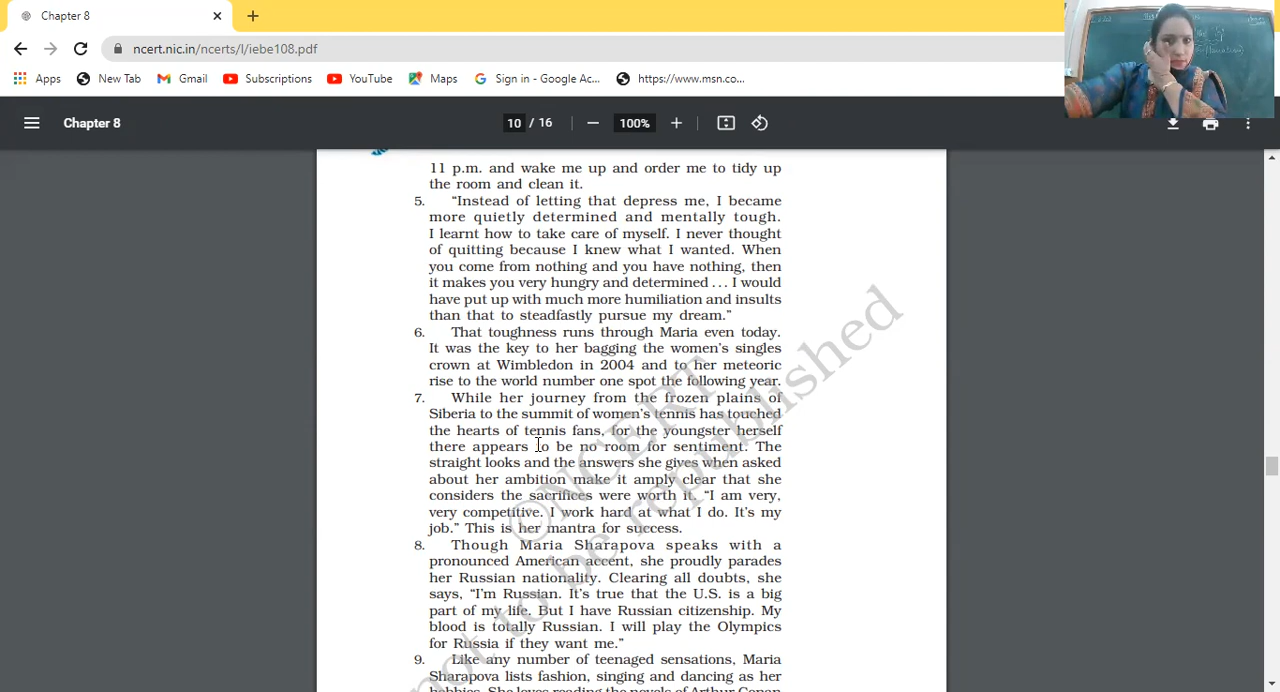 Chapter 8
ncert.nic.in/ncerts/l/iebe108.pdf
Apps
New Tab
Gmail
Subscriptions
YouTube
Maps
Sign in - Google Ac...
https://www.msn.co...
Chapter 8
10 / 16
100%
11 p.m. and wake me up and order me to tidy up
the room and clean it.
5. “Instead of letting that depress me, I became
more quietly determined and mentally tough.
I learnt how to take care of myself. I never thought
of quitting because I knew what I wanted. When
you come from nothing and you have nothing, then
it makes you very hungry and determined ... I would
have put up with much more humiliation and insults
than that to steadfastly pursue my dream.”
6. That toughness runs through Maria even today.
It was the key to her bagging the women’s singles
crown at Wimbledon in 2004 and to her meteoric
rise to the world number one spot the following year.
7. While her journey from the frozen plains of
Siberia to the summit of women’s tennis has touched
the hearts of tennis fans, for the youngster herself
there appears to be no room for sentiment. The
straight looks and the answers she gives when asked
about her ambition make it amply clear that she
considers the sacrifices were worth it. “I am very,
very competitive. I work hard at what I do. It’s my
job.” This is her mantra for success.
8. Though Maria Sharapova speaks with a
pronounced American accent, she proudly parades
her Russian nationality. Clearing all doubts, she
says, “I’m Russian. It’s true that the U.S. is a big
part of my life. But I have Russian citizenship. My
blood is totally Russian. I will play the Olympics
for Russia if they want me.”
9. Like any number of teenaged sensations, Maria
Sharapova lists fashion, singing and dancing as her
hobbies. She loves reading the novels of Arthur Conan
©NCERT
not to be republished